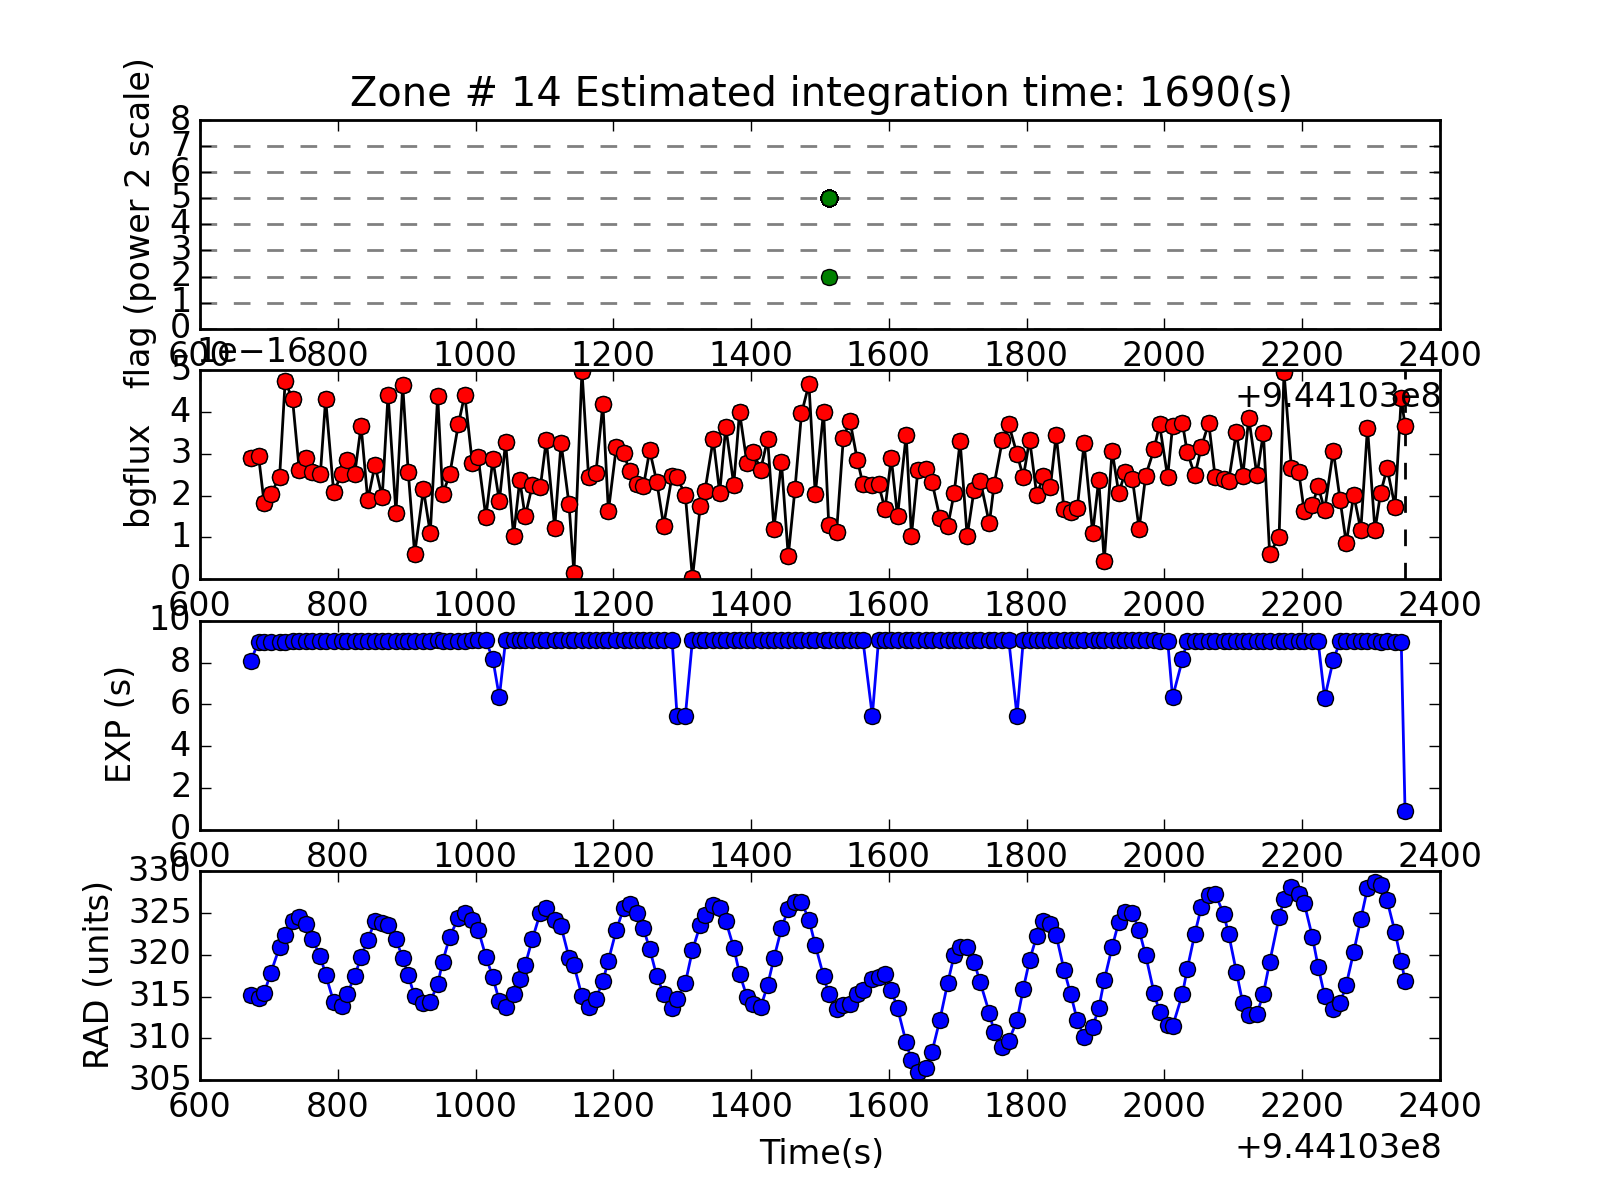 Zone # 14 Estimated integration time: 1690(s)
flag (power 2 scale)
8
7
6
5
4
3
2
1
0
600 800 1000 1200 1400 1600 1800 2000 2200 2400
1e−16
+9.44103e8
bgflux
5
4
3
2
1
0
600 800 1000 1200 1400 1600 1800 2000 2200 2400
EXP (s)
10
8
6
4
2
0
600 800 1000 1200 1400 1600 1800 2000 2200 2400
RAD (units)
330
325
320
315
310
305
600 800 1000 1200 1400 1600 1800 2000 2200 2400
Time(s)
+9.44103e8